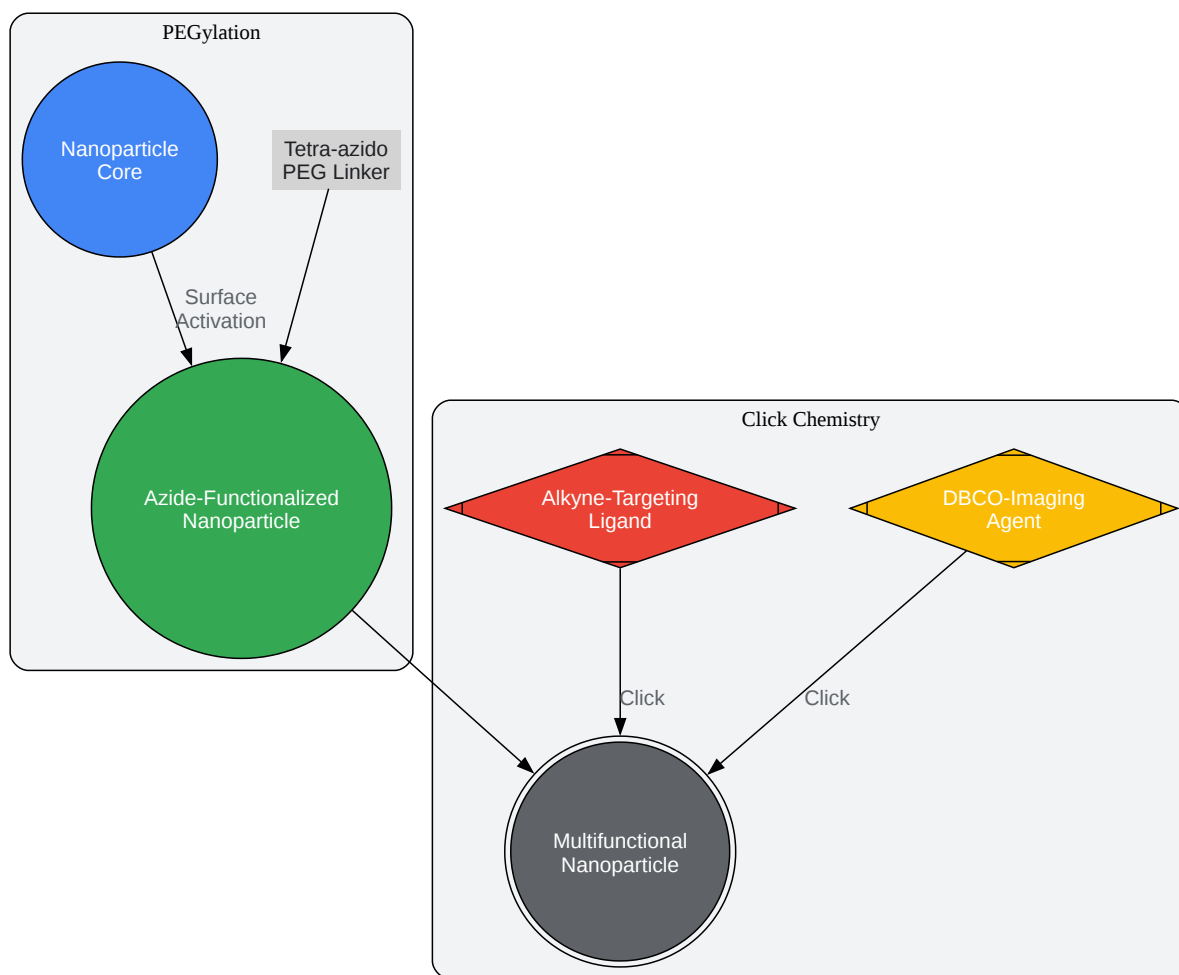 PEGylation
Nanoparticle
Core
Tetra-azido
PEG Linker
Surface
Activation
Azide-Functionalized
Nanoparticle
Click Chemistry
Alkyne-Targeting
Ligand
DBCO-Imaging
Agent
Click
Click
Multifunctional
Nanoparticle